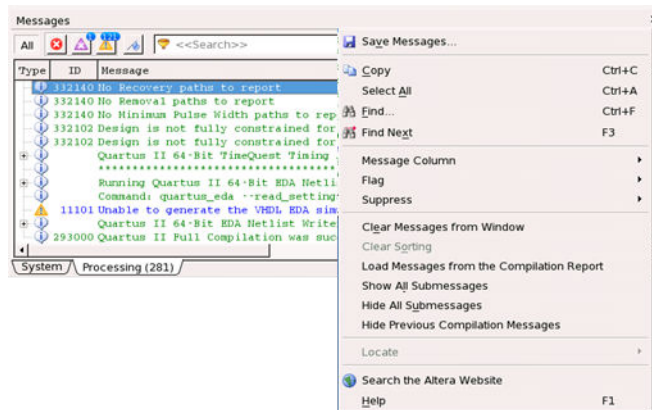 Messages
All
1
121
<<Search>>
Type ID Message
332140 No Recovery paths to report
332140 No Removal paths to report
332140 No Minimum Pulse Width paths to rep
332102 Design is not fully constrained for
332102 Design is not fully constrained for
Quartus II 64-Bit TimeQuest Timing
*******************************************
Running Quartus II 64-Bit EDA Netli
Command: quartus_eda --read_setting
11101 Unable to generate the VHDL EDA sim
Quartus II 64-Bit EDA Netlist Write
293000 Quartus II Full Compilation was suc
System Processing (281)
Save Messages...
Copy Ctrl+C
Select All Ctrl+A
Find... Ctrl+F
Find Next F3
Message Column
Flag
Suppress
Clear Messages from Window
Clear Sorting
Load Messages from the Compilation Report
Show All Submessages
Hide All Submessages
Hide Previous Compilation Messages
Locate
Search the Altera Website
Help F1